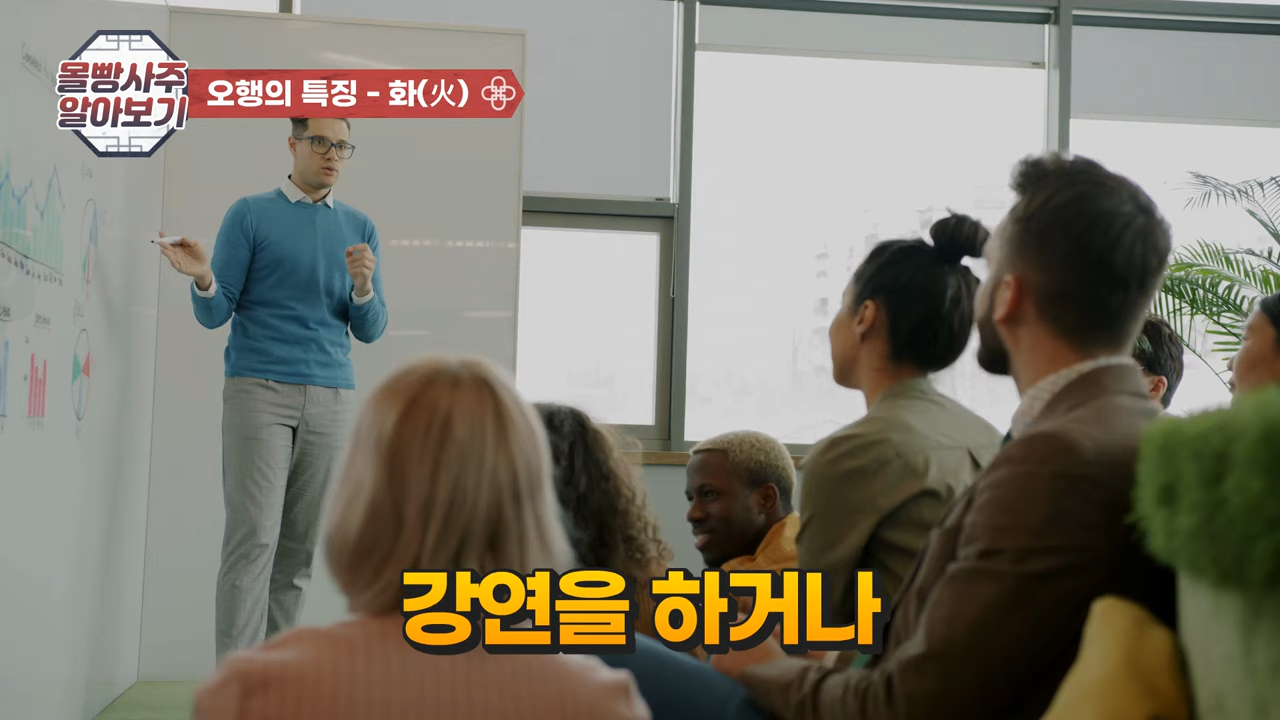 몰빵사주
알아보기
오행의 특징 - 화(火)
강연을 하거나